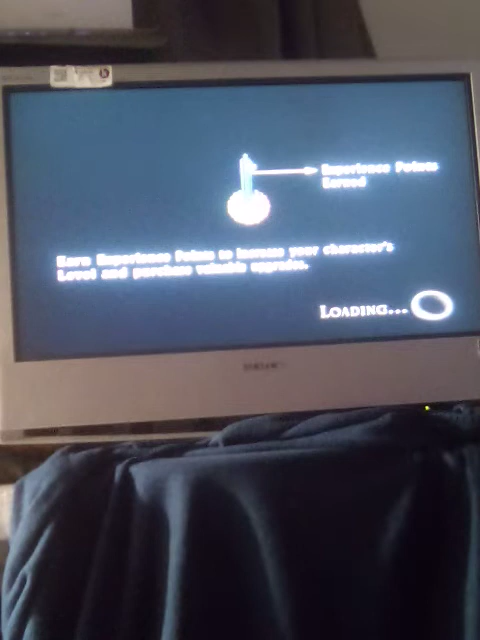 Experience Points
Earned
Earn Experience Points to increase your character's
Level and purchase valuable upgrades.
LOADING...